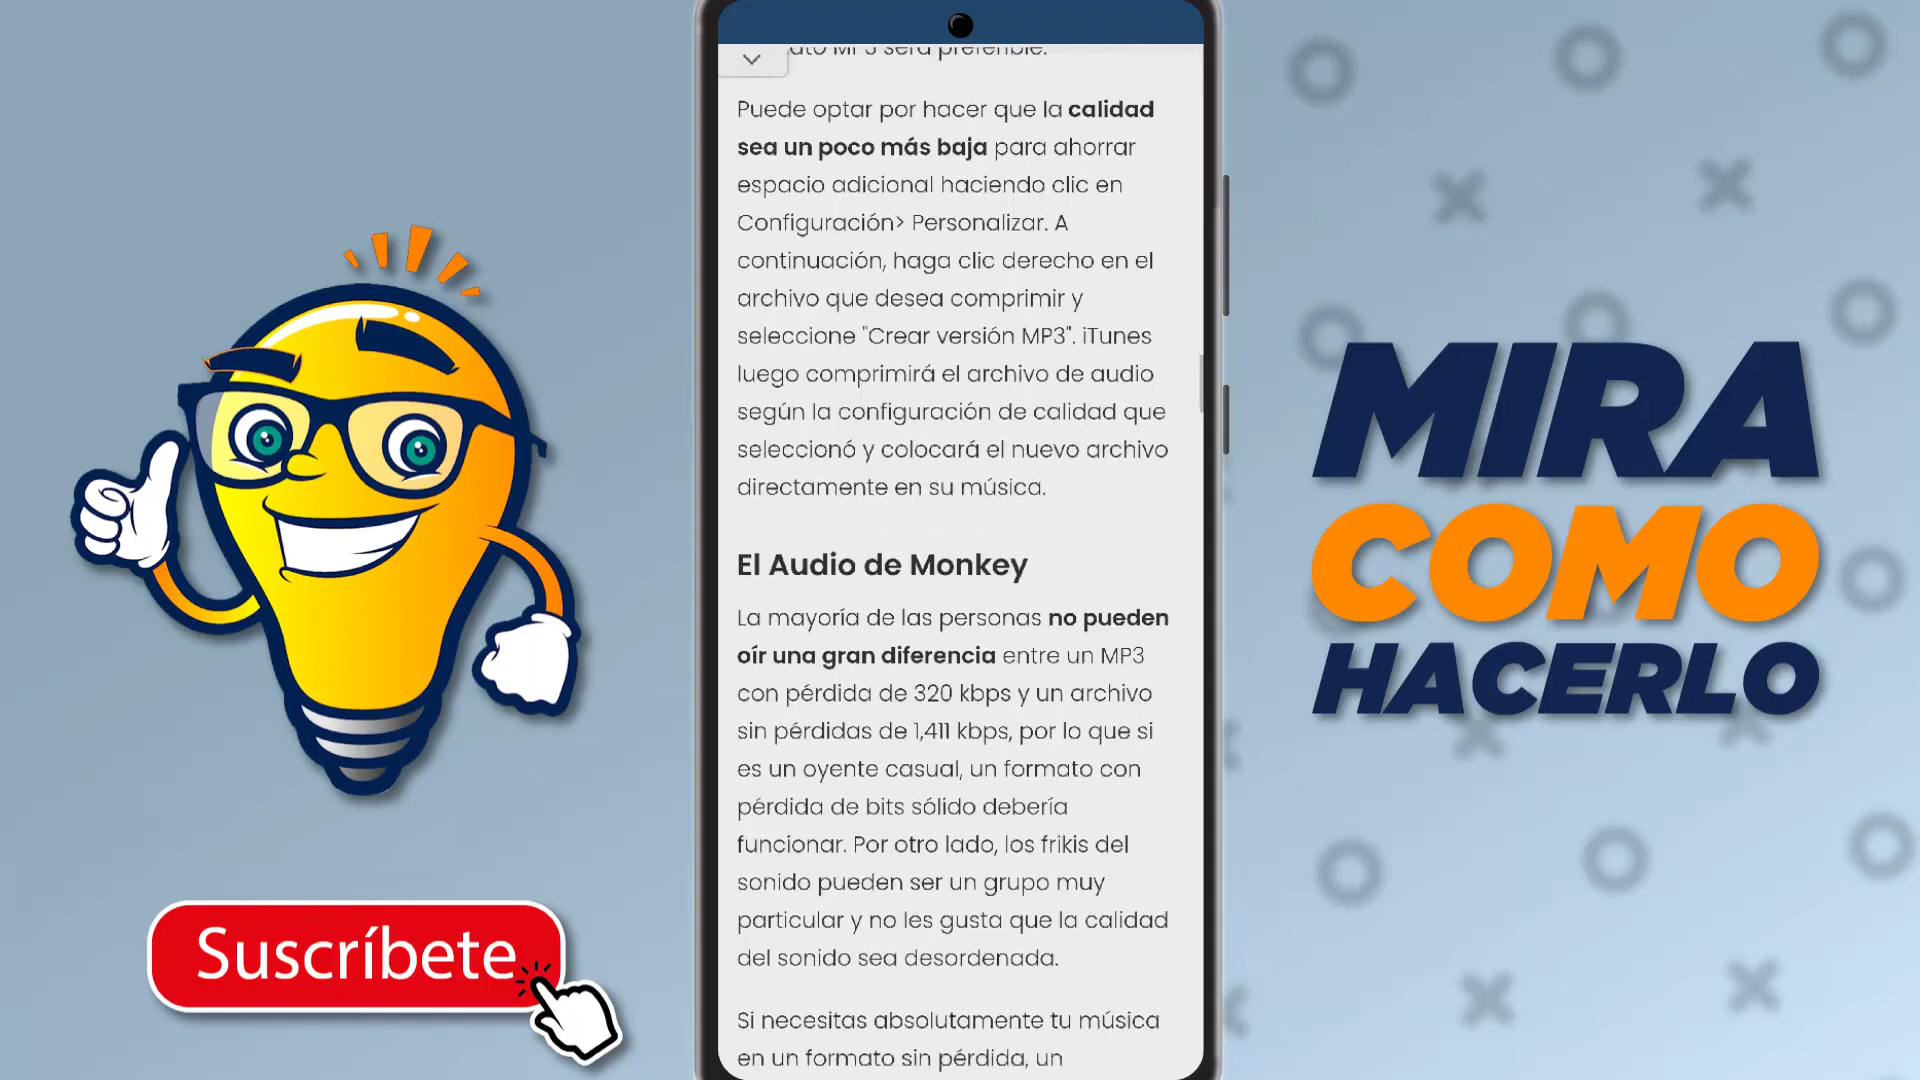 MP3 será preferible.
Puede optar por hacer que la calidad
sea un poco más baja para ahorrar
espacio adicional haciendo clic en
Configuración> Personalizar. A
continuación, haga clic derecho en el
archivo que desea comprimir y
seleccione "Crear versión MP3". iTunes
luego comprimirá el archivo de audio
según la configuración de calidad que
seleccionó y colocará el nuevo archivo
directamente en su música.
El Audio de Monkey
La mayoría de las personas no pueden
oír una gran diferencia entre un MP3
con pérdida de 320 kbps y un archivo
sin pérdidas de 1,411 kbps, por lo que si
es un oyente casual, un formato con
pérdida de bits sólido debería
funcionar. Por otro lado, los frikis del
sonido pueden ser un grupo muy
particular y no les gusta que la calidad
del sonido sea desordenada.
Si necesitas absolutamente tu música
en un formato sin pérdida, un
Suscríbete
MIRA
COMO
HACERLO